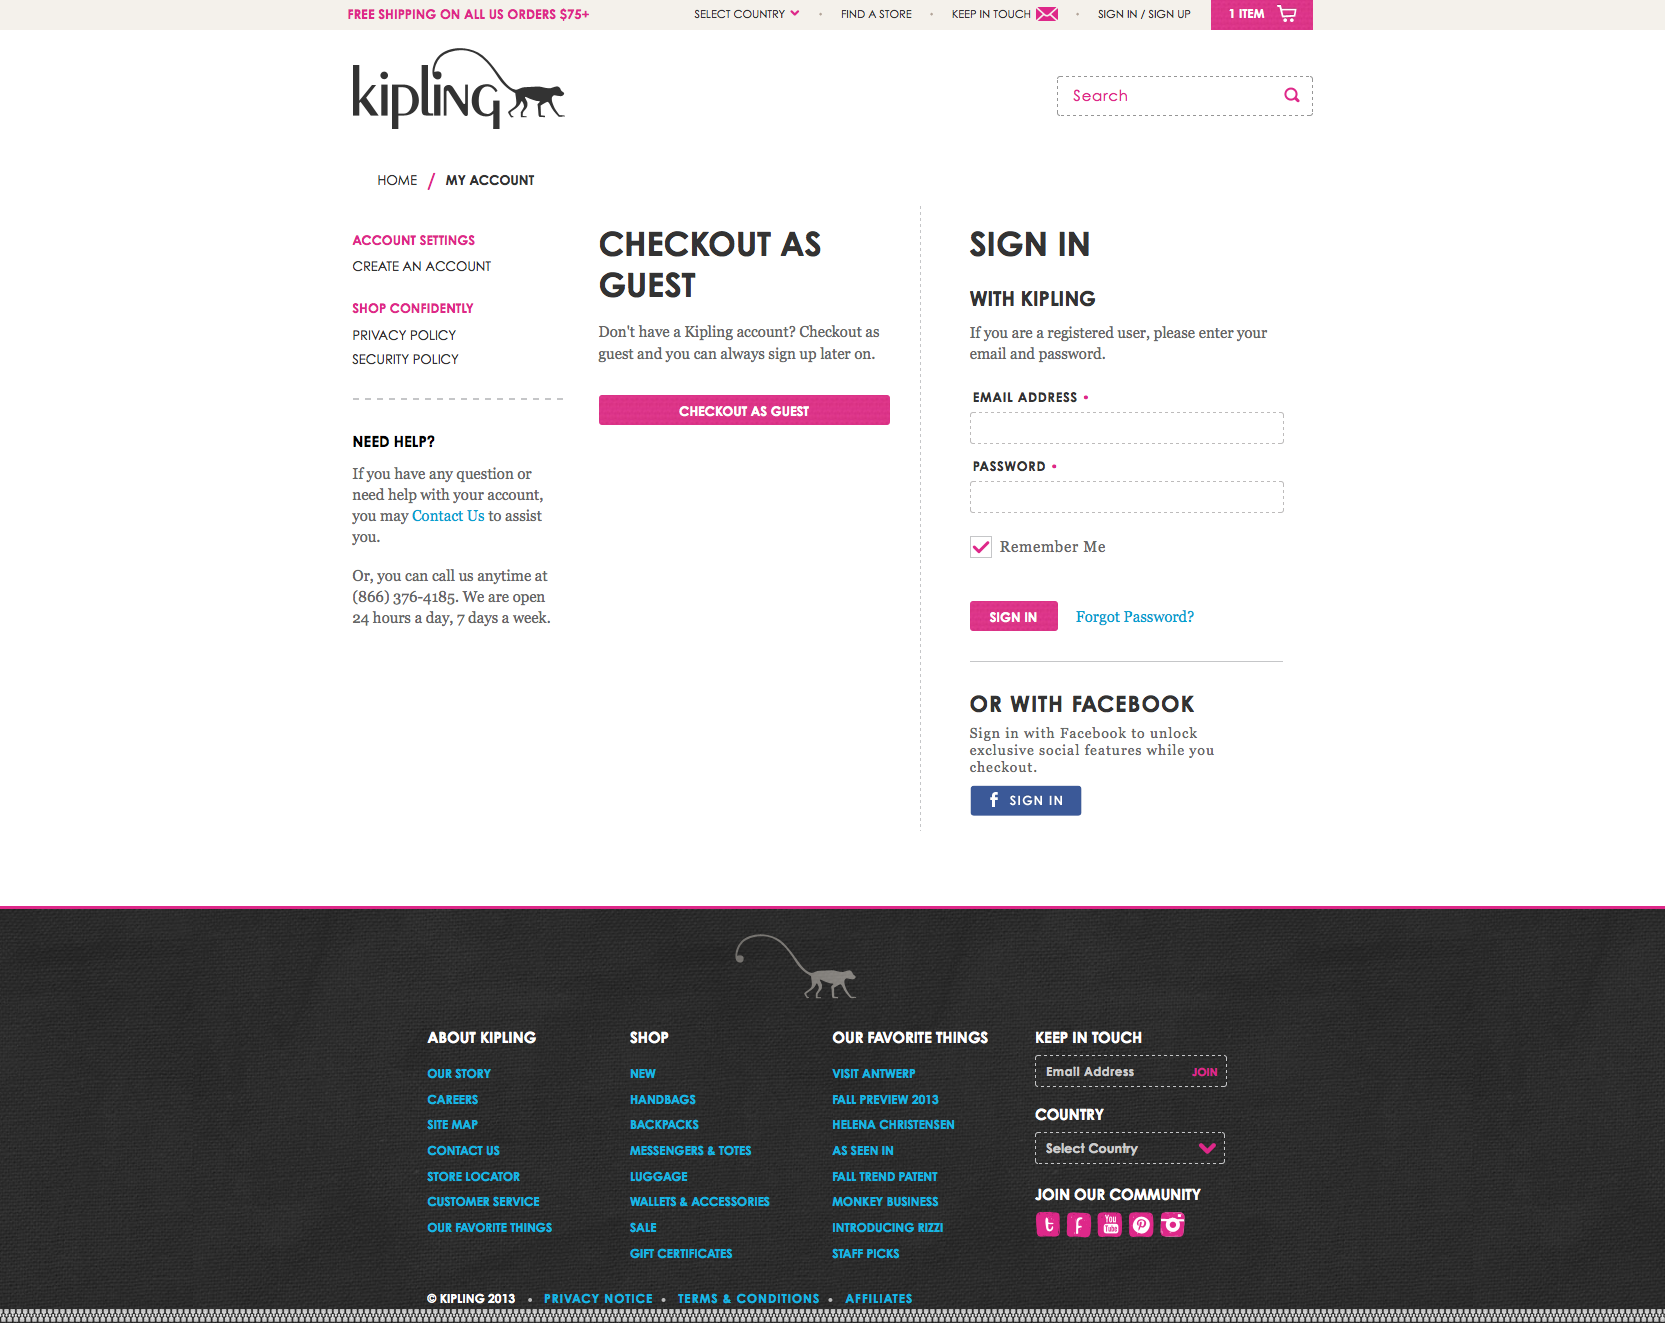 FREE SHIPPING ON ALL US ORDERS $75+
SELECT COUNTRY • FIND A STORE • KEEP IN TOUCH • SIGN IN / SIGN UP
1 ITEM
kipling
Search
HOME / MY ACCOUNT
ACCOUNT SETTINGS
CREATE AN ACCOUNT
SHOP CONFIDENTLY
PRIVACY POLICY
SECURITY POLICY
NEED HELP?
If you have any question or
need help with your account,
you may Contact Us to assist
you.
Or, you can call us anytime at
(866) 376-4185. We are open
24 hours a day, 7 days a week.
CHECKOUT AS
GUEST
Don't have a Kipling account? Checkout as
guest and you can always sign up later on.
CHECKOUT AS GUEST
SIGN IN
WITH KIPLING
If you are a registered user, please enter your
email and password.
EMAIL ADDRESS •
PASSWORD •
Remember Me
SIGN IN
Forgot Password?
OR WITH FACEBOOK
Sign in with Facebook to unlock
exclusive social features while you
checkout.
f SIGN IN
ABOUT KIPLING
OUR STORY
CAREERS
SITE MAP
CONTACT US
STORE LOCATOR
CUSTOMER SERVICE
OUR FAVORITE THINGS
SHOP
NEW
HANDBAGS
BACKPACKS
MESSENGERS & TOTES
LUGGAGE
WALLETS & ACCESSORIES
SALE
GIFT CERTIFICATES
OUR FAVORITE THINGS
VISIT ANTWERP
FALL PREVIEW 2013
HELENA CHRISTENSEN
AS SEEN IN
FALL TREND PATENT
MONKEY BUSINESS
INTRODUCING RIZZI
STAFF PICKS
KEEP IN TOUCH
Email Address JOIN
COUNTRY
Select Country
JOIN OUR COMMUNITY
t f You Tube
© KIPLING 2013 • PRIVACY NOTICE • TERMS & CONDITIONS • AFFILIATES